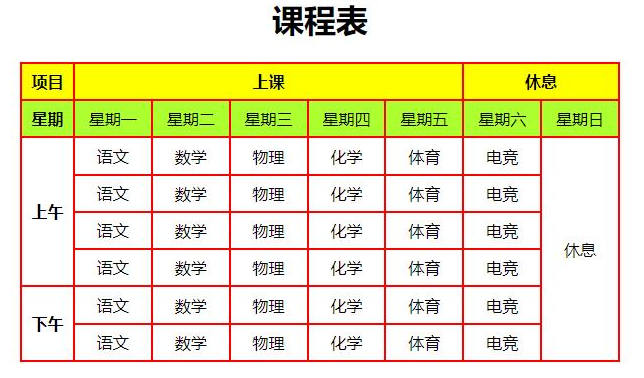 课程表
项目 上课 休息
星期 星期一 星期二 星期三 星期四 星期五 星期六 星期日
上午 语文 数学 物理 化学 体育 电竞 休息
语文 数学 物理 化学 体育 电竞
语文 数学 物理 化学 体育 电竞
语文 数学 物理 化学 体育 电竞
下午 语文 数学 物理 化学 体育 电竞
语文 数学 物理 化学 体育 电竞